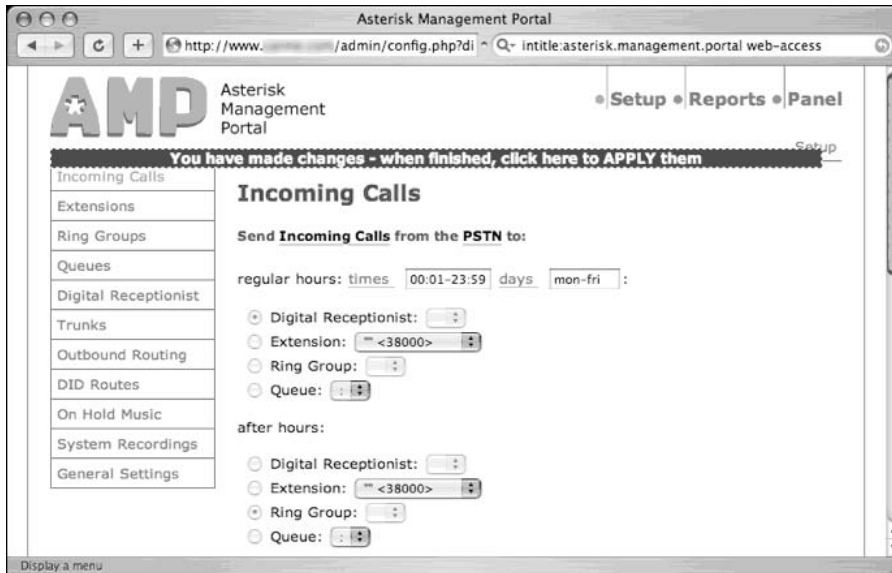 Asterisk Management Portal
http://www. /admin/config.php?di
intitle:asterisk.management.portal web-access
AMP
Asterisk
Management
Portal
Setup Reports Panel
Setup
You have made changes - when finished, click here to APPLY them
Incoming Calls
Extensions
Ring Groups
Queues
Digital Receptionist
Trunks
Outbound Routing
DID Routes
On Hold Music
System Recordings
General Settings
Incoming Calls
Send Incoming Calls from the PSTN to:
regular hours: times 00:01-23:59 days mon-fri :
Digital Receptionist:
Extension: "" <38000>
Ring Group:
Queue: :
after hours:
Digital Receptionist:
Extension: "" <38000>
Ring Group:
Queue: :
Display a menu